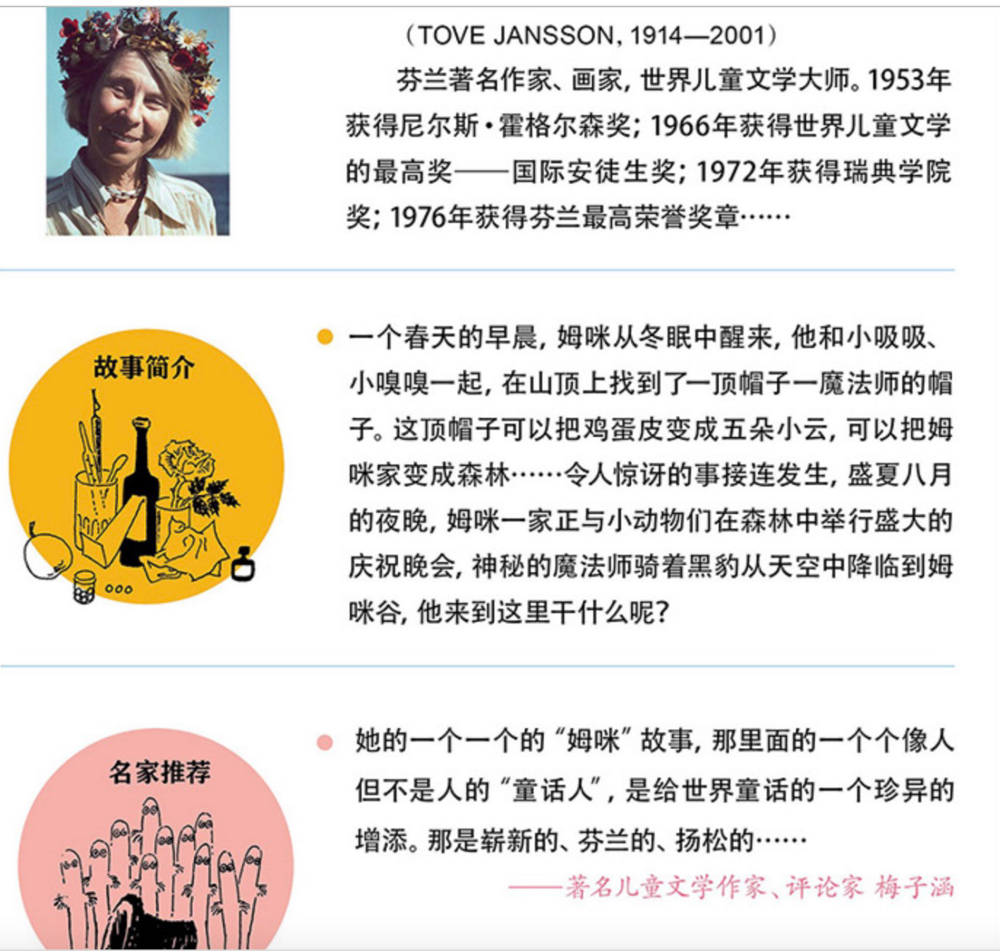 （TOVE JANSSON, 1914—2001）
芬兰著名作家、画家, 世界儿童文学大师。1953年
获得尼尔斯·霍格尔森奖; 1966年获得世界儿童文学
的最高奖——国际安徒生奖; 1972年获得瑞典学院
奖; 1976年获得芬兰最高荣誉奖章……
故事简介
一个春天的早晨, 姆咪从冬眠中醒来, 他和小吸吸、
小嗅嗅一起, 在山顶上找到了一顶帽子一魔法师的帽
子。这顶帽子可以把鸡蛋皮变成五朵小云, 可以把姆
咪家变成森林……令人惊讶的事接连发生, 盛夏八月
的夜晚, 姆咪一家正与小动物们在森林中举行盛大的
庆祝晚会, 神秘的魔法师骑着黑豹从天空中降临到姆
咪谷, 他来到这里干什么呢?
名家推荐
她的一个一个的“姆咪”故事, 那里面的一个个像人
但不是人的“童话人”, 是给世界童话的一个珍异的
增添。那是崭新的、芬兰的、扬松的……
——著名儿童文学作家、评论家 梅子涵